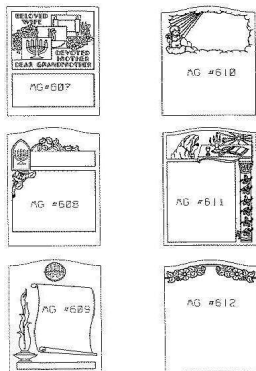 BELOVED
WIFE
DEVOTED
MOTHER
DEAR GRANDMOTHER
MG #607
MG #610
MG #608
MG #611
MG #609
MG #612